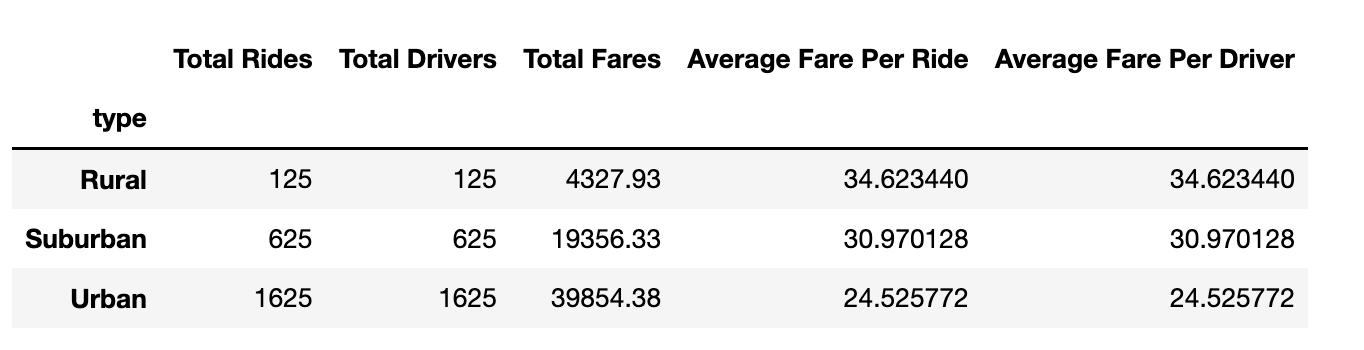 Total Rides Total Drivers Total Fares Average Fare Per Ride Average Fare Per Driver
type
Rural 125 125 4327.93 34.623440 34.623440
Suburban 625 625 19356.33 30.970128 30.970128
Urban 1625 1625 39854.38 24.525772 24.525772